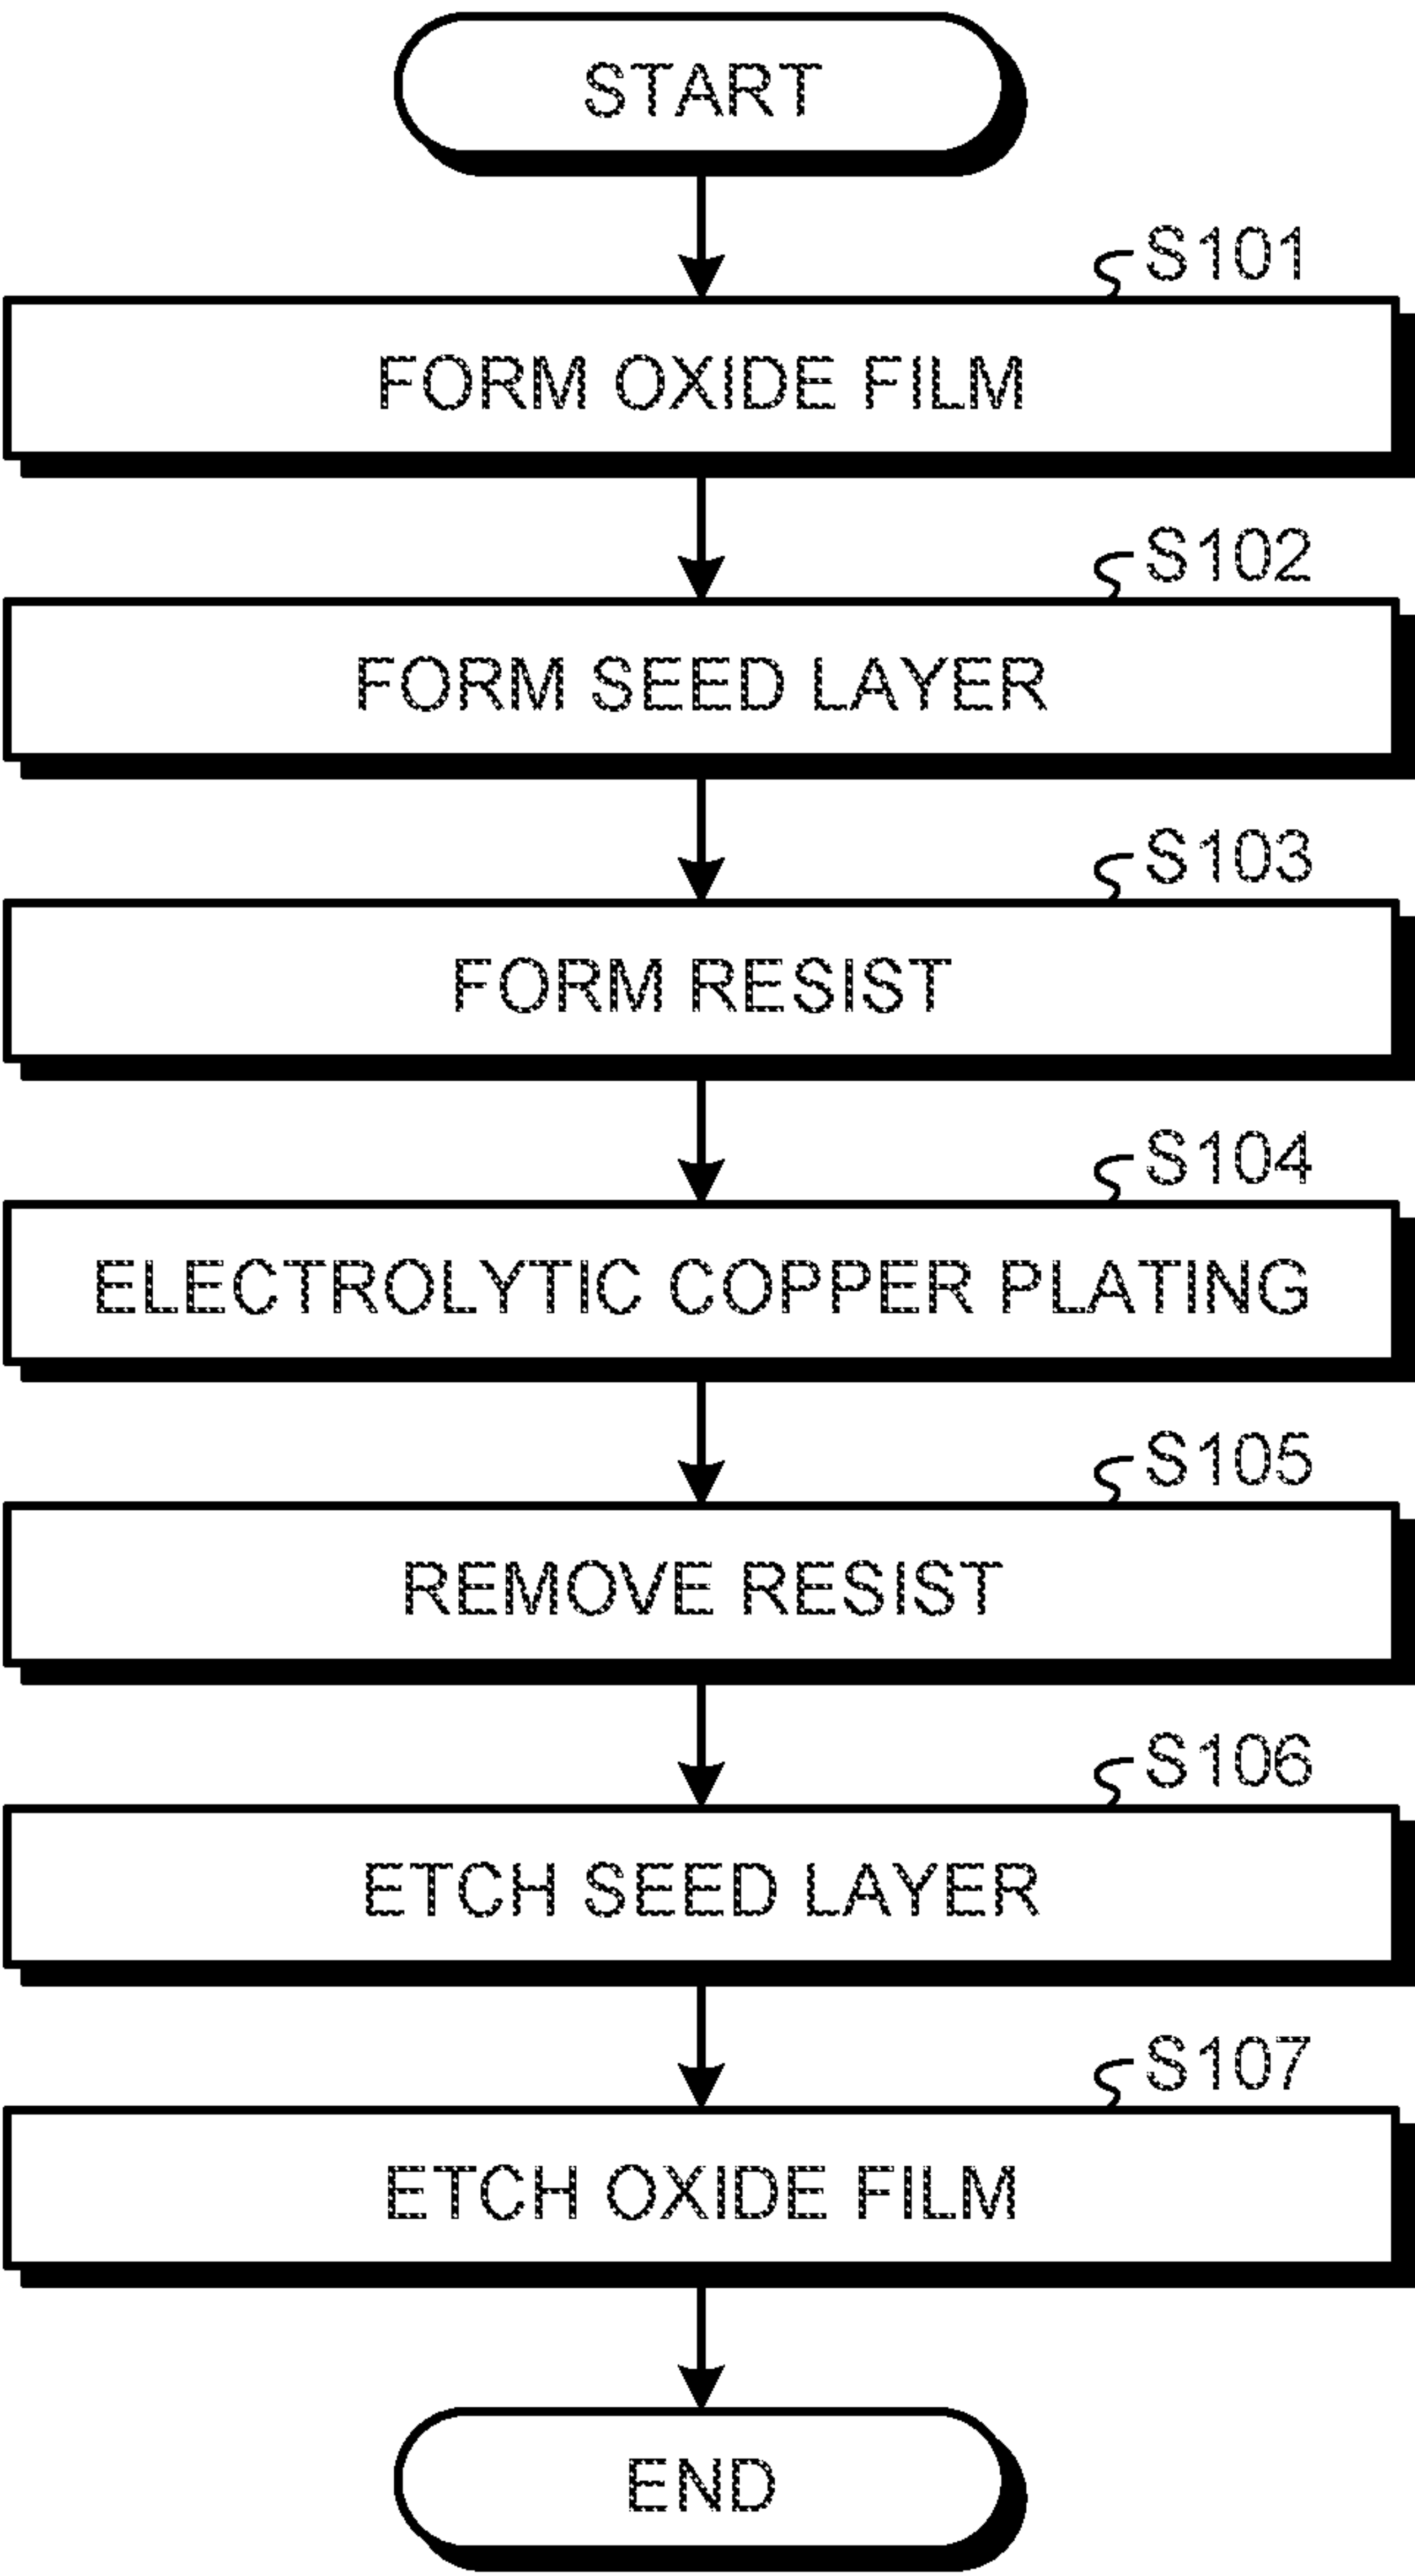 START
S101
FORM OXIDE FILM
S102
FORM SEED LAYER
S103
FORM RESIST
S104
ELECTROLYTIC COPPER PLATING
S105
REMOVE RESIST
S106
ETCH SEED LAYER
S107
ETCH OXIDE FILM
END